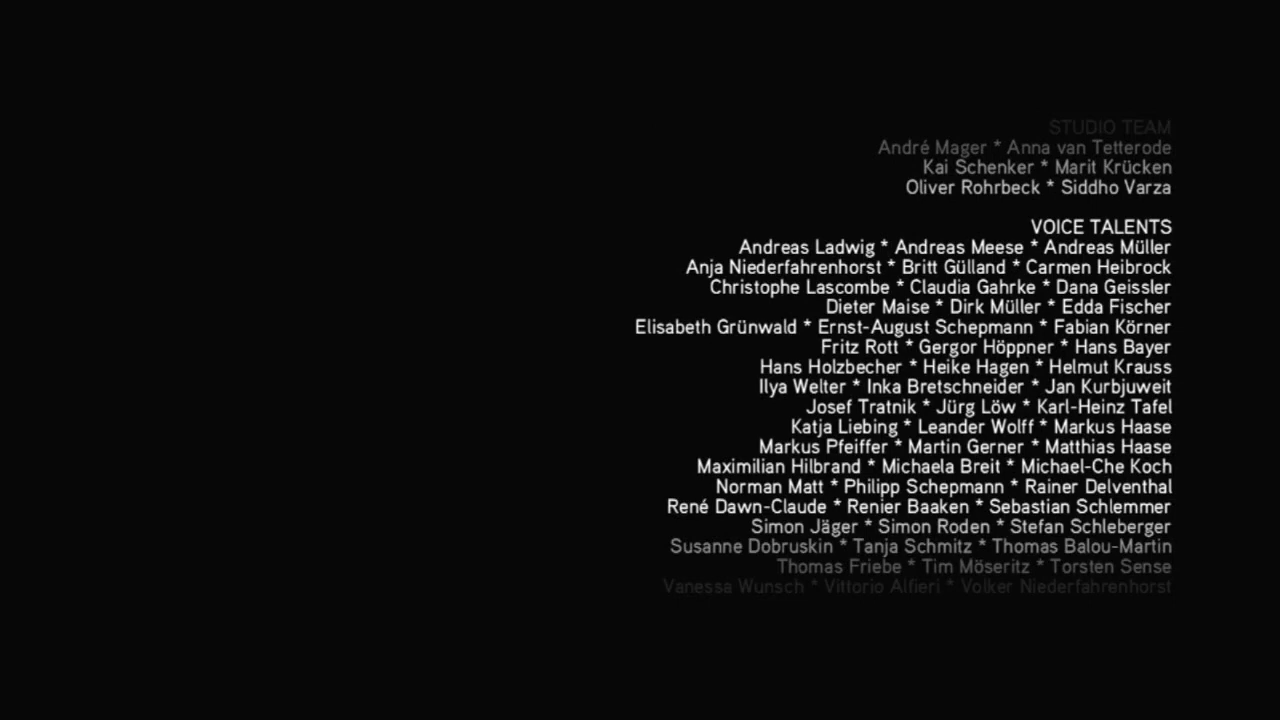 STUDIO TEAM
André Mager * Anna van Tetterode
Kai Schenker * Marit Krücken
Oliver Rohrbeck * Siddho Varza
VOICE TALENTS
Andreas Ladwig * Andreas Meese * Andreas Müller
Anja Niederfahrenhorst * Britt Gülland * Carmen Heibrock
Christophe Lascombe * Claudia Gahrke * Dana Geissler
Dieter Maise * Dirk Müller * Edda Fischer
Elisabeth Grünwald * Ernst-August Schepmann * Fabian Körner
Fritz Rott * Gergor Höppner * Hans Bayer
Hans Holzbecher * Heike Hagen * Helmut Krauss
Ilya Welter * Inka Bretschneider * Jan Kurbjuweit
Josef Tratnik * Jürg Löw * Karl-Heinz Tafel
Katja Liebing * Leander Wolff * Markus Haase
Markus Pfeiffer * Martin Gerner * Matthias Haase
Maximilian Hilbrand * Michaela Breit * Michael-Che Koch
Norman Matt * Philipp Schepmann * Rainer Delventhal
René Dawn-Claude * Renier Baaken * Sebastian Schlemmer
Simon Jäger * Simon Roden * Stefan Schleberger
Susanne Dobruskin * Tanja Schmitz * Thomas Balou-Martin
Thomas Friebe * Tim Möseritz * Torsten Sense
Vanessa Wunsch * Vittorio Alfieri * Volker Niederfahrenhorst